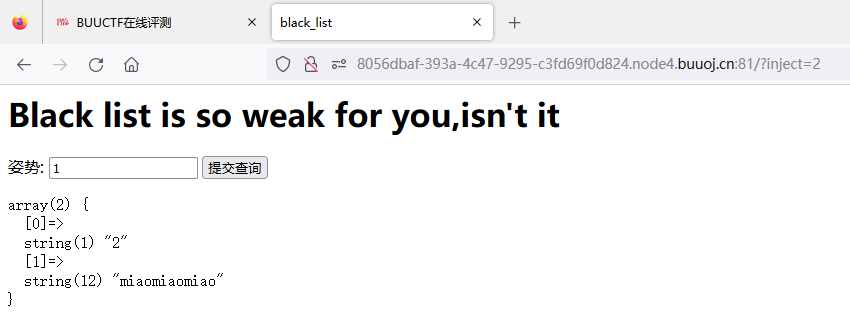 BUUCTF在线评测
black_list
8056dbaf-393a-4c47-9295-c3fd69f0d824.node4.buuoj.cn:81/?inject=2
Black list is so weak for you,isn't it
姿势: 1 提交查询
array(2) {
  [0]=>
  string(1) "2"
  [1]=>
  string(12) "miaomiaomiao"
}